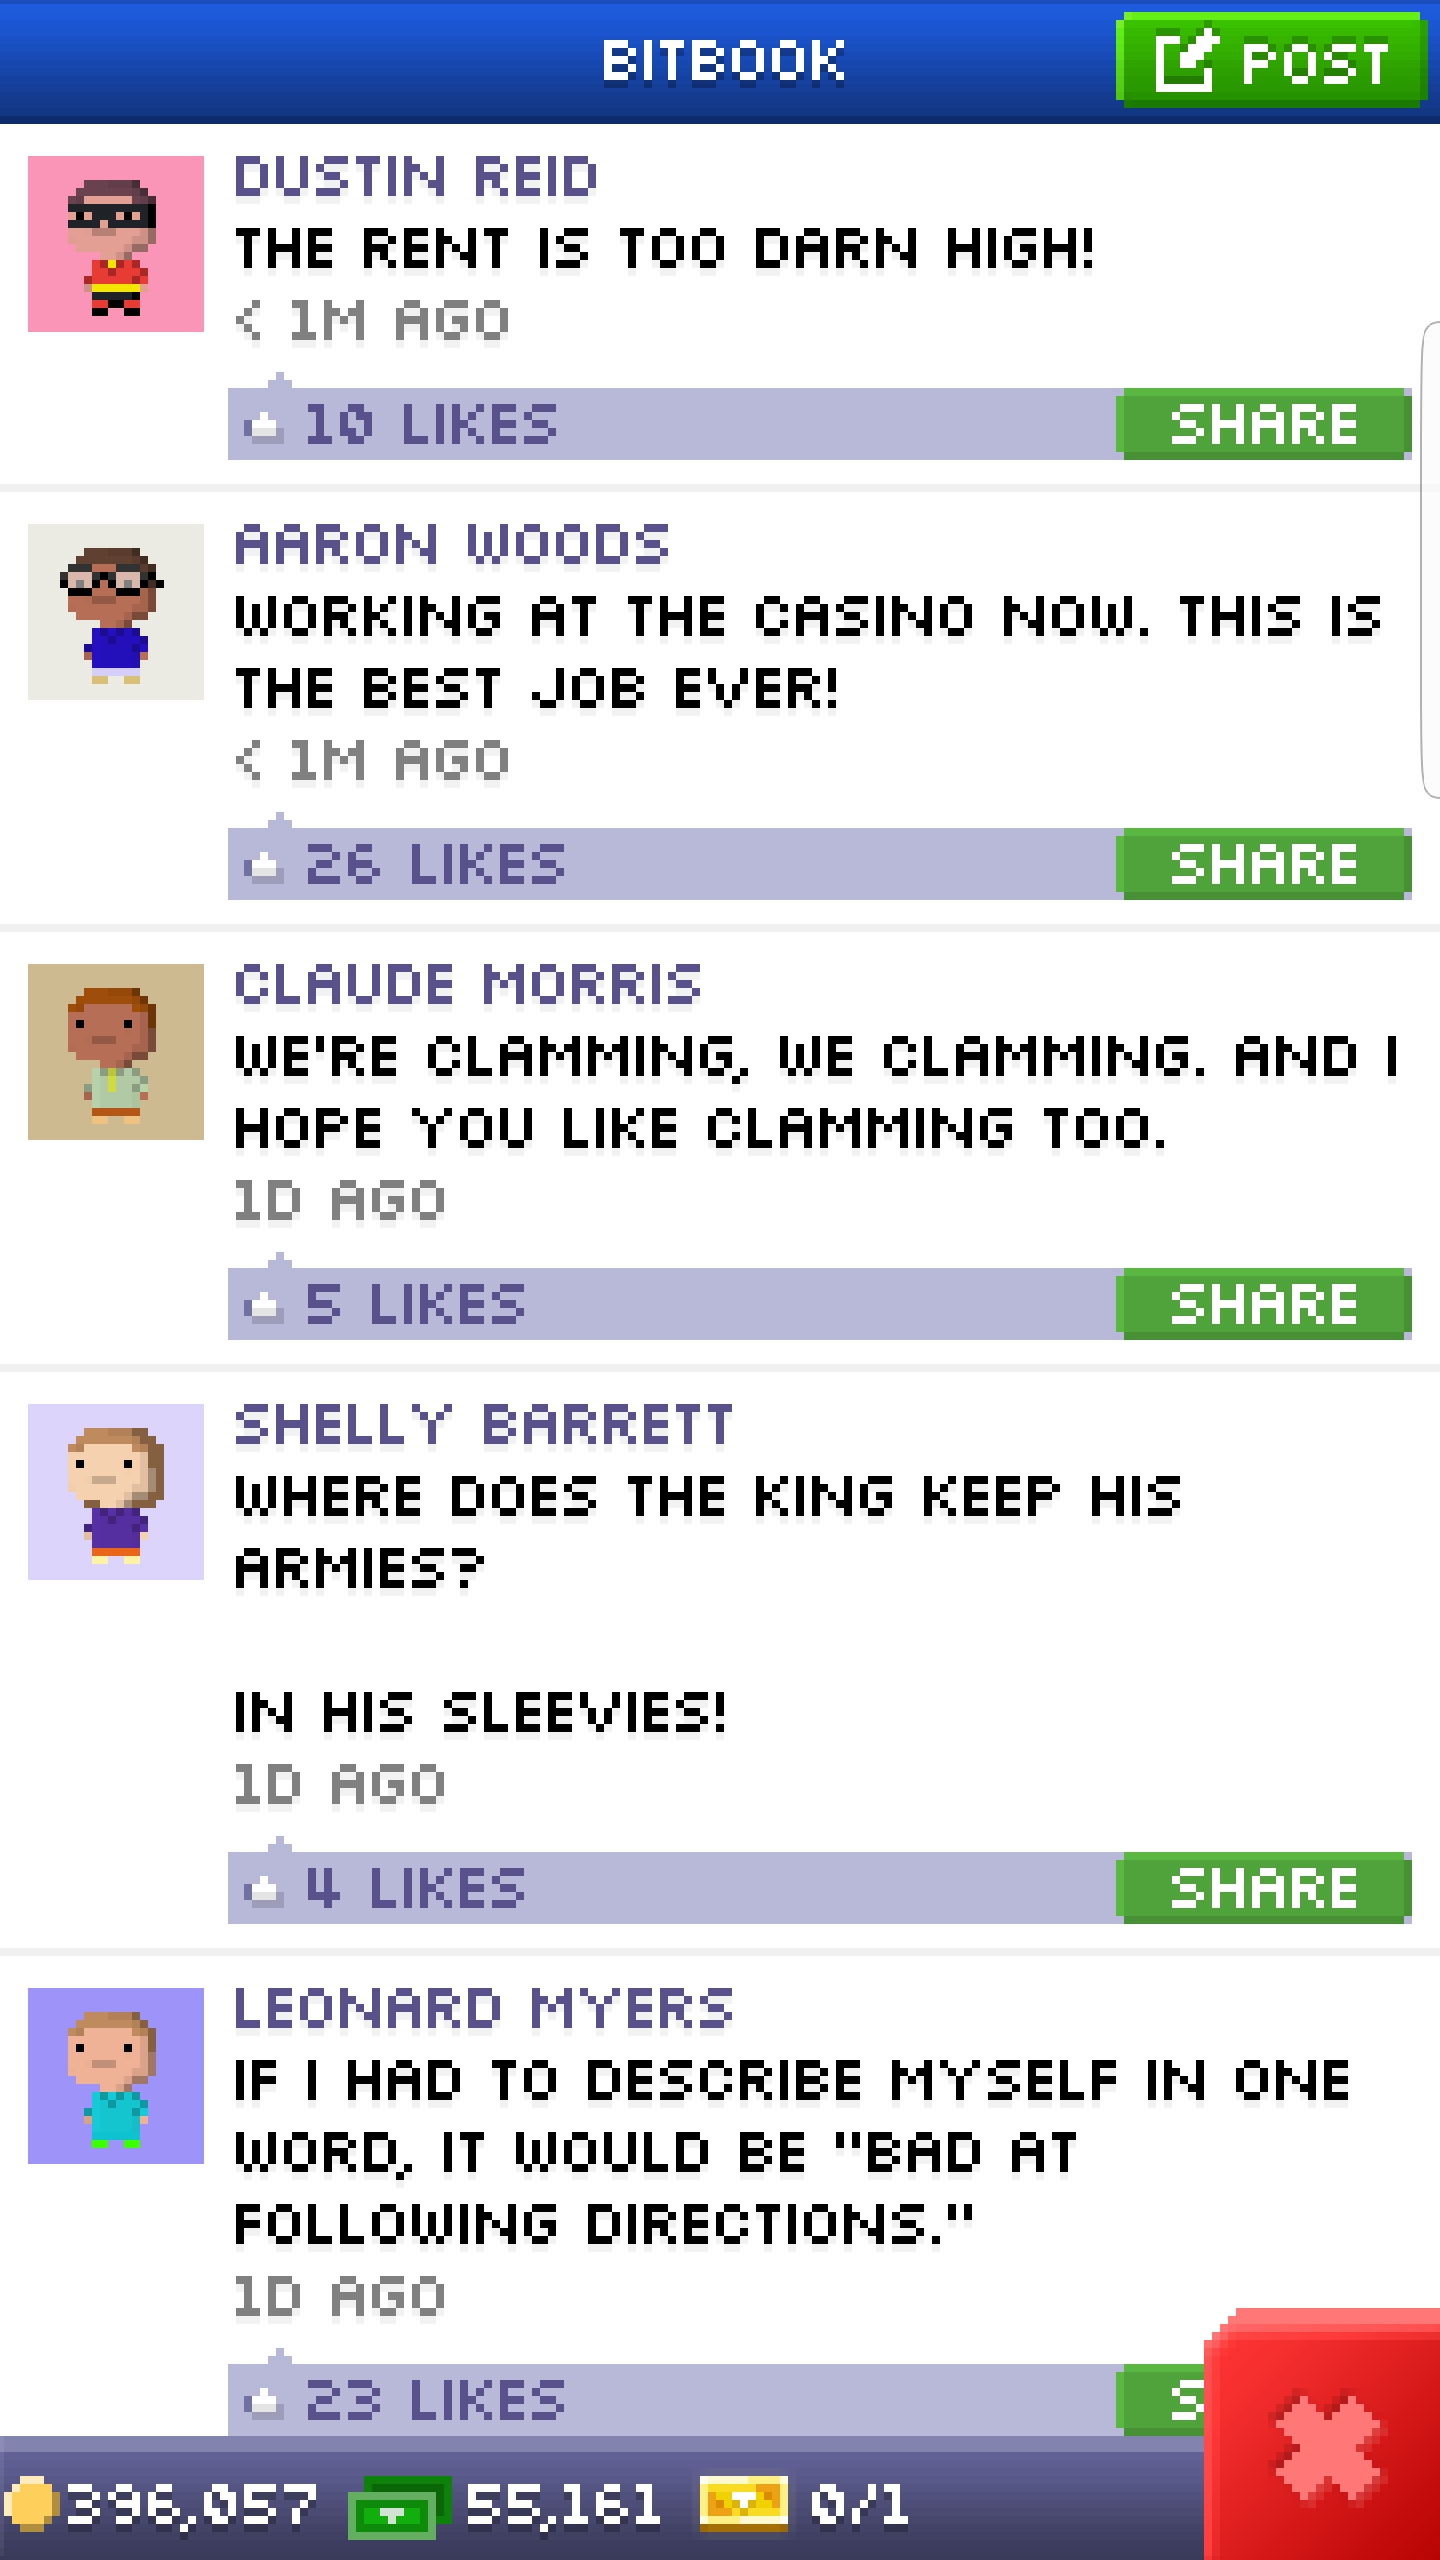 BITBOOK
POST
DUSTIN REID
THE RENT IS TOO DARN HIGH!
< 1M AGO
10 LIKES
SHARE
AARON WOODS
WORKING AT THE CASINO NOW. THIS IS
THE BEST JOB EVER!
< 1M AGO
26 LIKES
SHARE
CLAUDE MORRIS
WE'RE CLAMMING, WE CLAMMING. AND I
HOPE YOU LIKE CLAMMING TOO.
1D AGO
5 LIKES
SHARE
SHELLY BARRETT
WHERE DOES THE KING KEEP HIS
ARMIES?
IN HIS SLEEVIES!
1D AGO
4 LIKES
SHARE
LEONARD MYERS
IF I HAD TO DESCRIBE MYSELF IN ONE
WORD, IT WOULD BE "BAD AT
FOLLOWING DIRECTIONS."
1D AGO
23 LIKES
S
396,057 55,161 0/1